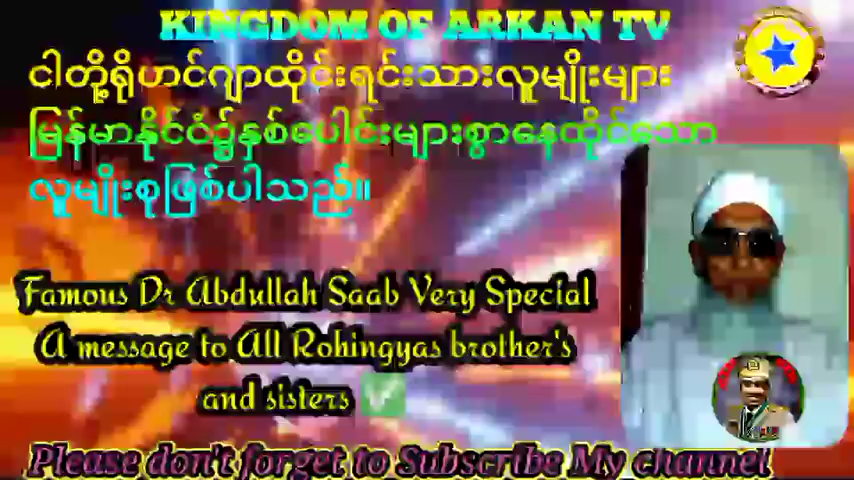 KINGDOM OF ARKAN TV
ငါတို့ရိုဟင်ဂျာထိုင်းရင်းသားလူမျိုးများ
မြန်မာနိုင်ငံ၌နှစ်ပေါင်းများစွာနေထိုင်သော
လူမျိုးစုဖြစ်ပါသည်။
Famous Dr Abdullah Saab Very Special
A message to All Rohingyas brother's
and sisters ✅
Please don't forget to Subscribe My channel